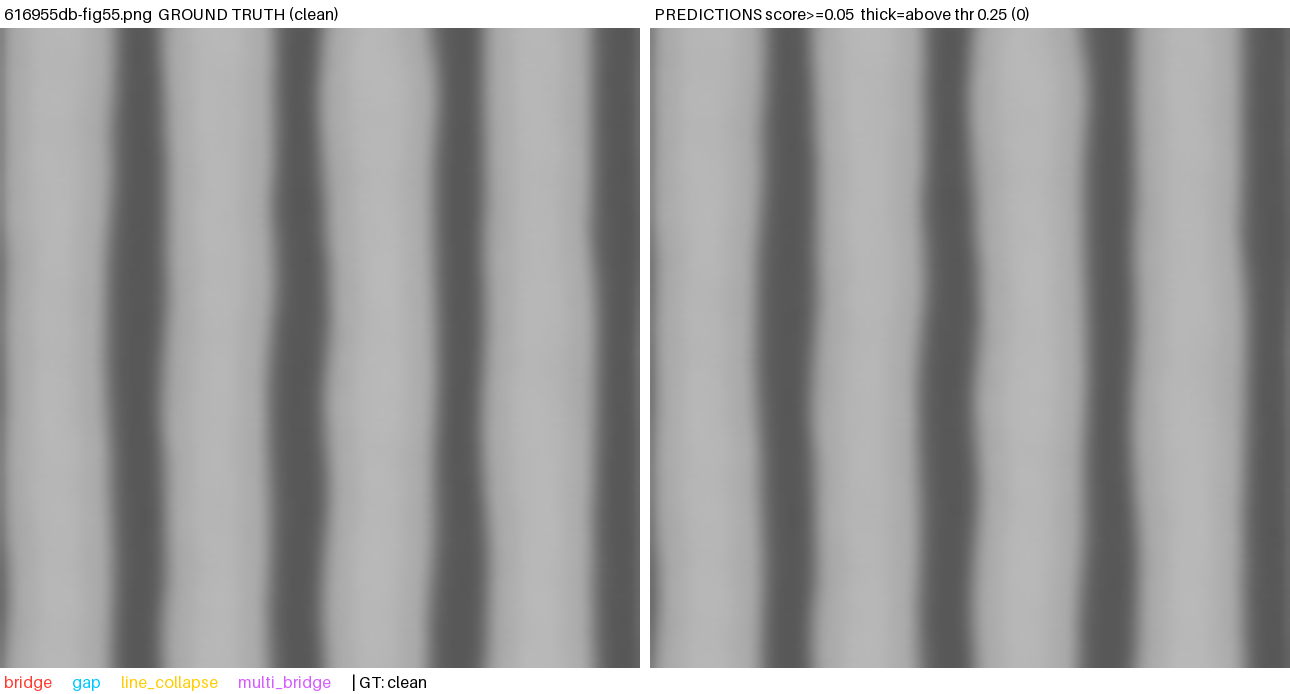 616955db-fig55.png  GROUND TRUTH (clean)
PREDICTIONS score>=0.05  thick=above thr 0.25 (0)
bridge  gap  line_collapse  multi_bridge  | GT: clean